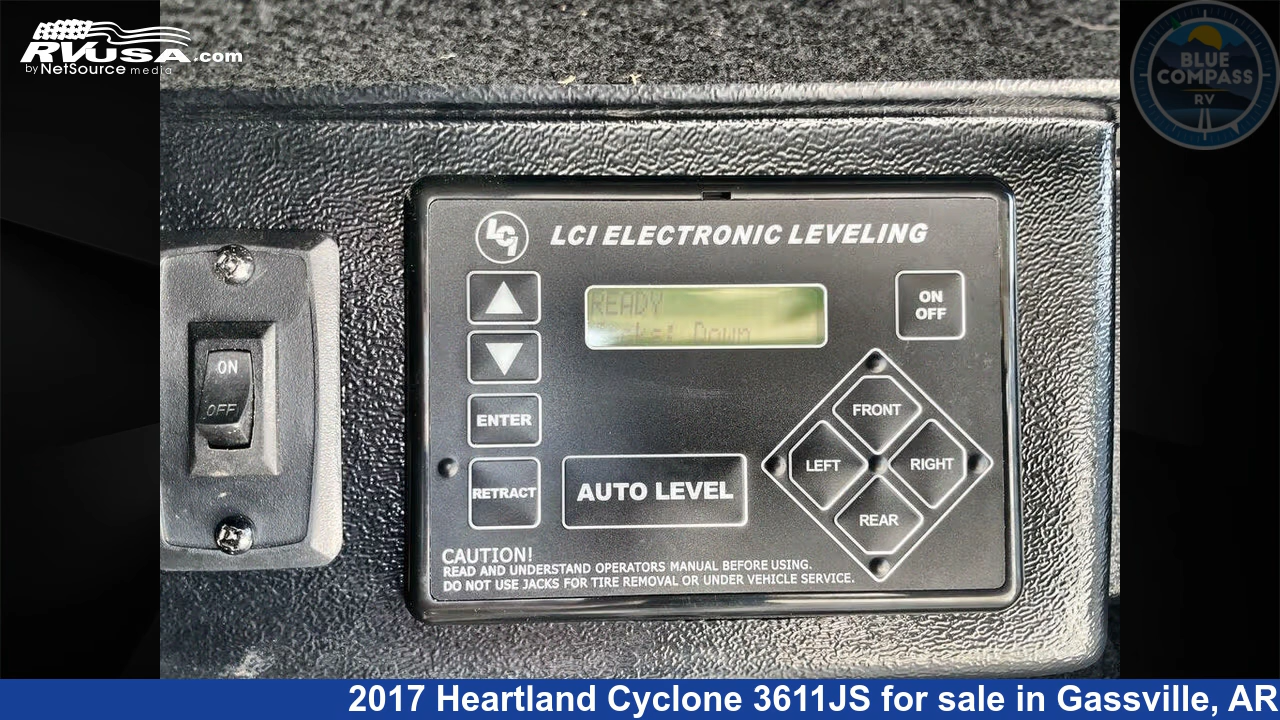 RVUSA.com
by NetSource media
BLUE
COMPASS
RV
LCI LCI ELECTRONIC LEVELING
READY
Down
ON
OFF
ON
OFF
ENTER
RETRACT
AUTO LEVEL
FRONT
LEFT
RIGHT
REAR
CAUTION!
READ AND UNDERSTAND OPERATORS MANUAL BEFORE USING.
DO NOT USE JACKS FOR TIRE REMOVAL OR UNDER VEHICLE SERVICE.
2017 Heartland Cyclone 3611JS for sale in Gassville, AR